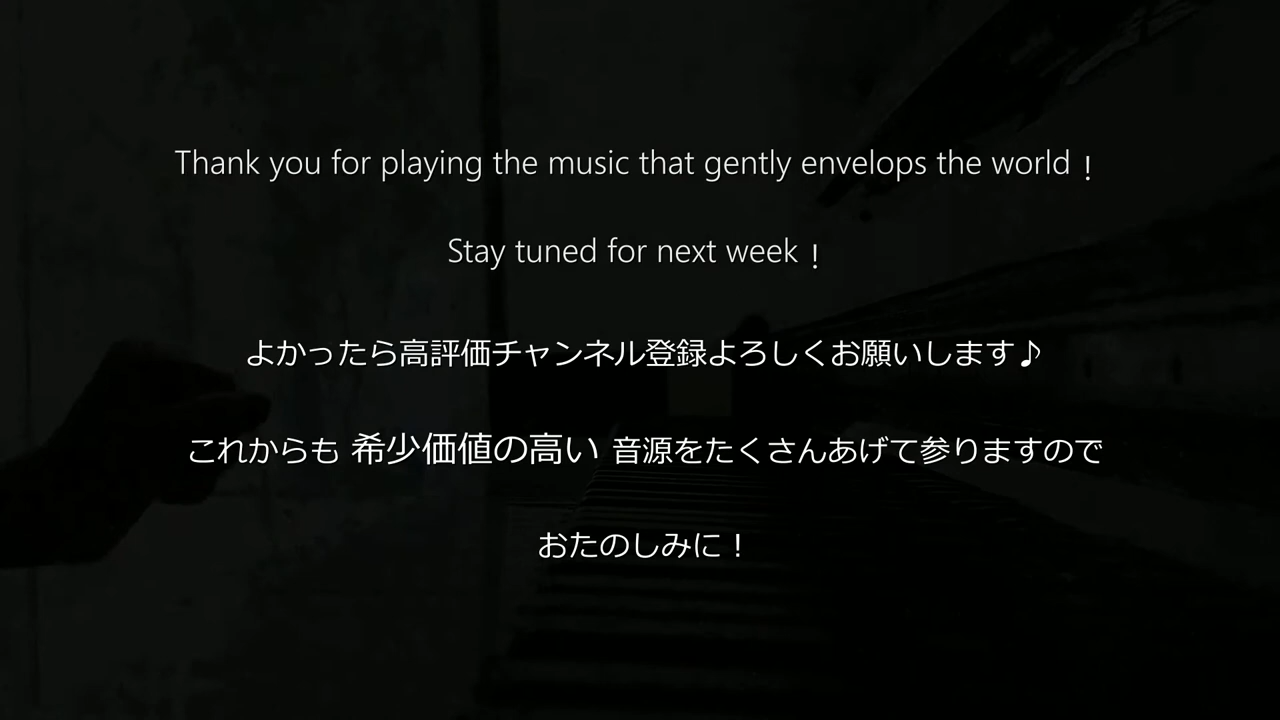 Thank you for playing the music that gently envelops the world！
Stay tuned for next week！
よかったら高評価チャンネル登録よろしくお願いします♪
これからも 希少価値の高い 音源をたくさんあげて参りますので
おたのしみに！